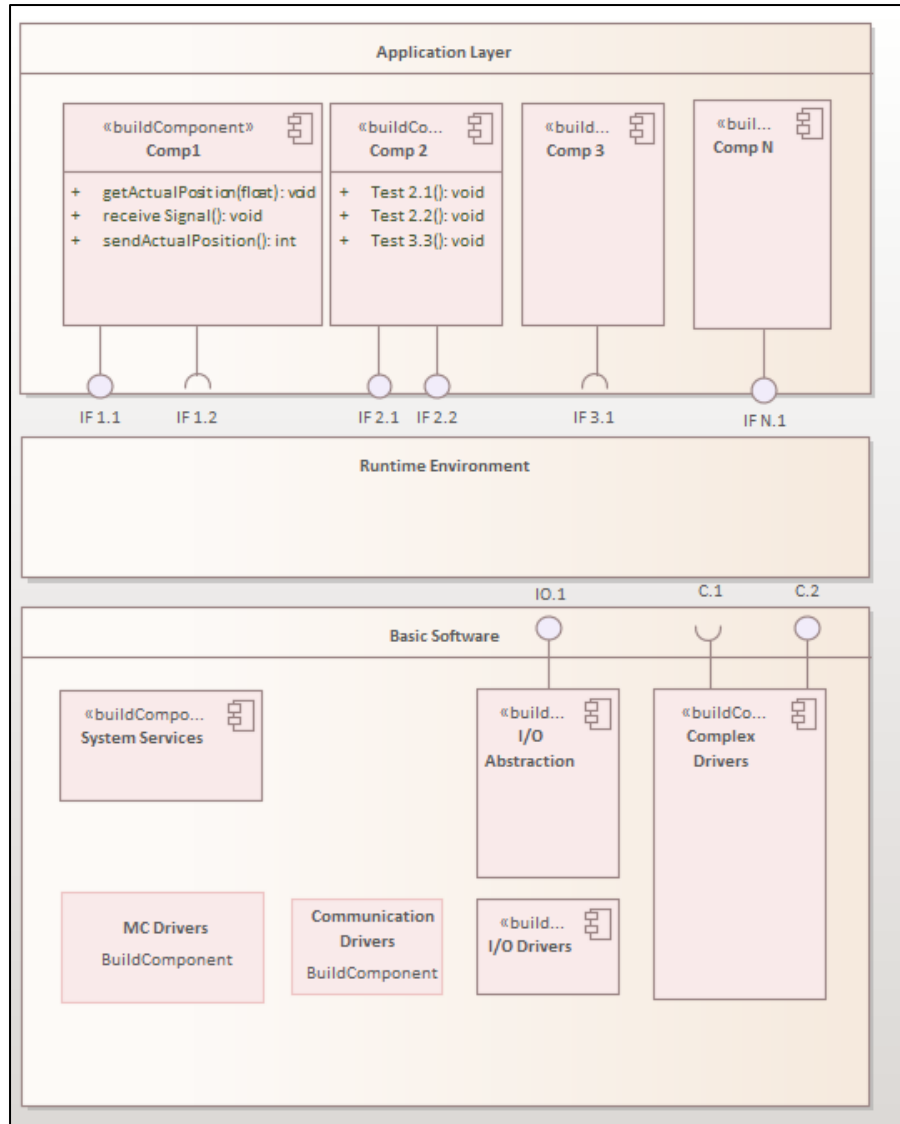 Application Layer
«buildComponent»
Comp1
+ getActualPosition(float): void
+ receive Signal(): void
+ sendActualPosition(): int
«buildCo...
Comp 2
+ Test 2.1(): void
+ Test 2.2(): void
+ Test 3.3(): void
«build...
Comp 3
«buil...
Comp N
IF 1.1
IF 1.2
IF 2.1
IF 2.2
IF 3.1
IF N.1
Runtime Environment
IO.1
C.1
C.2
Basic Software
«buildCompo...
System Services
«build...
I/O
Abstraction
«buildCo...
Complex
Drivers
MC Drivers
BuildComponent
Communication
Drivers
BuildComponent
«build...
I/O Drivers